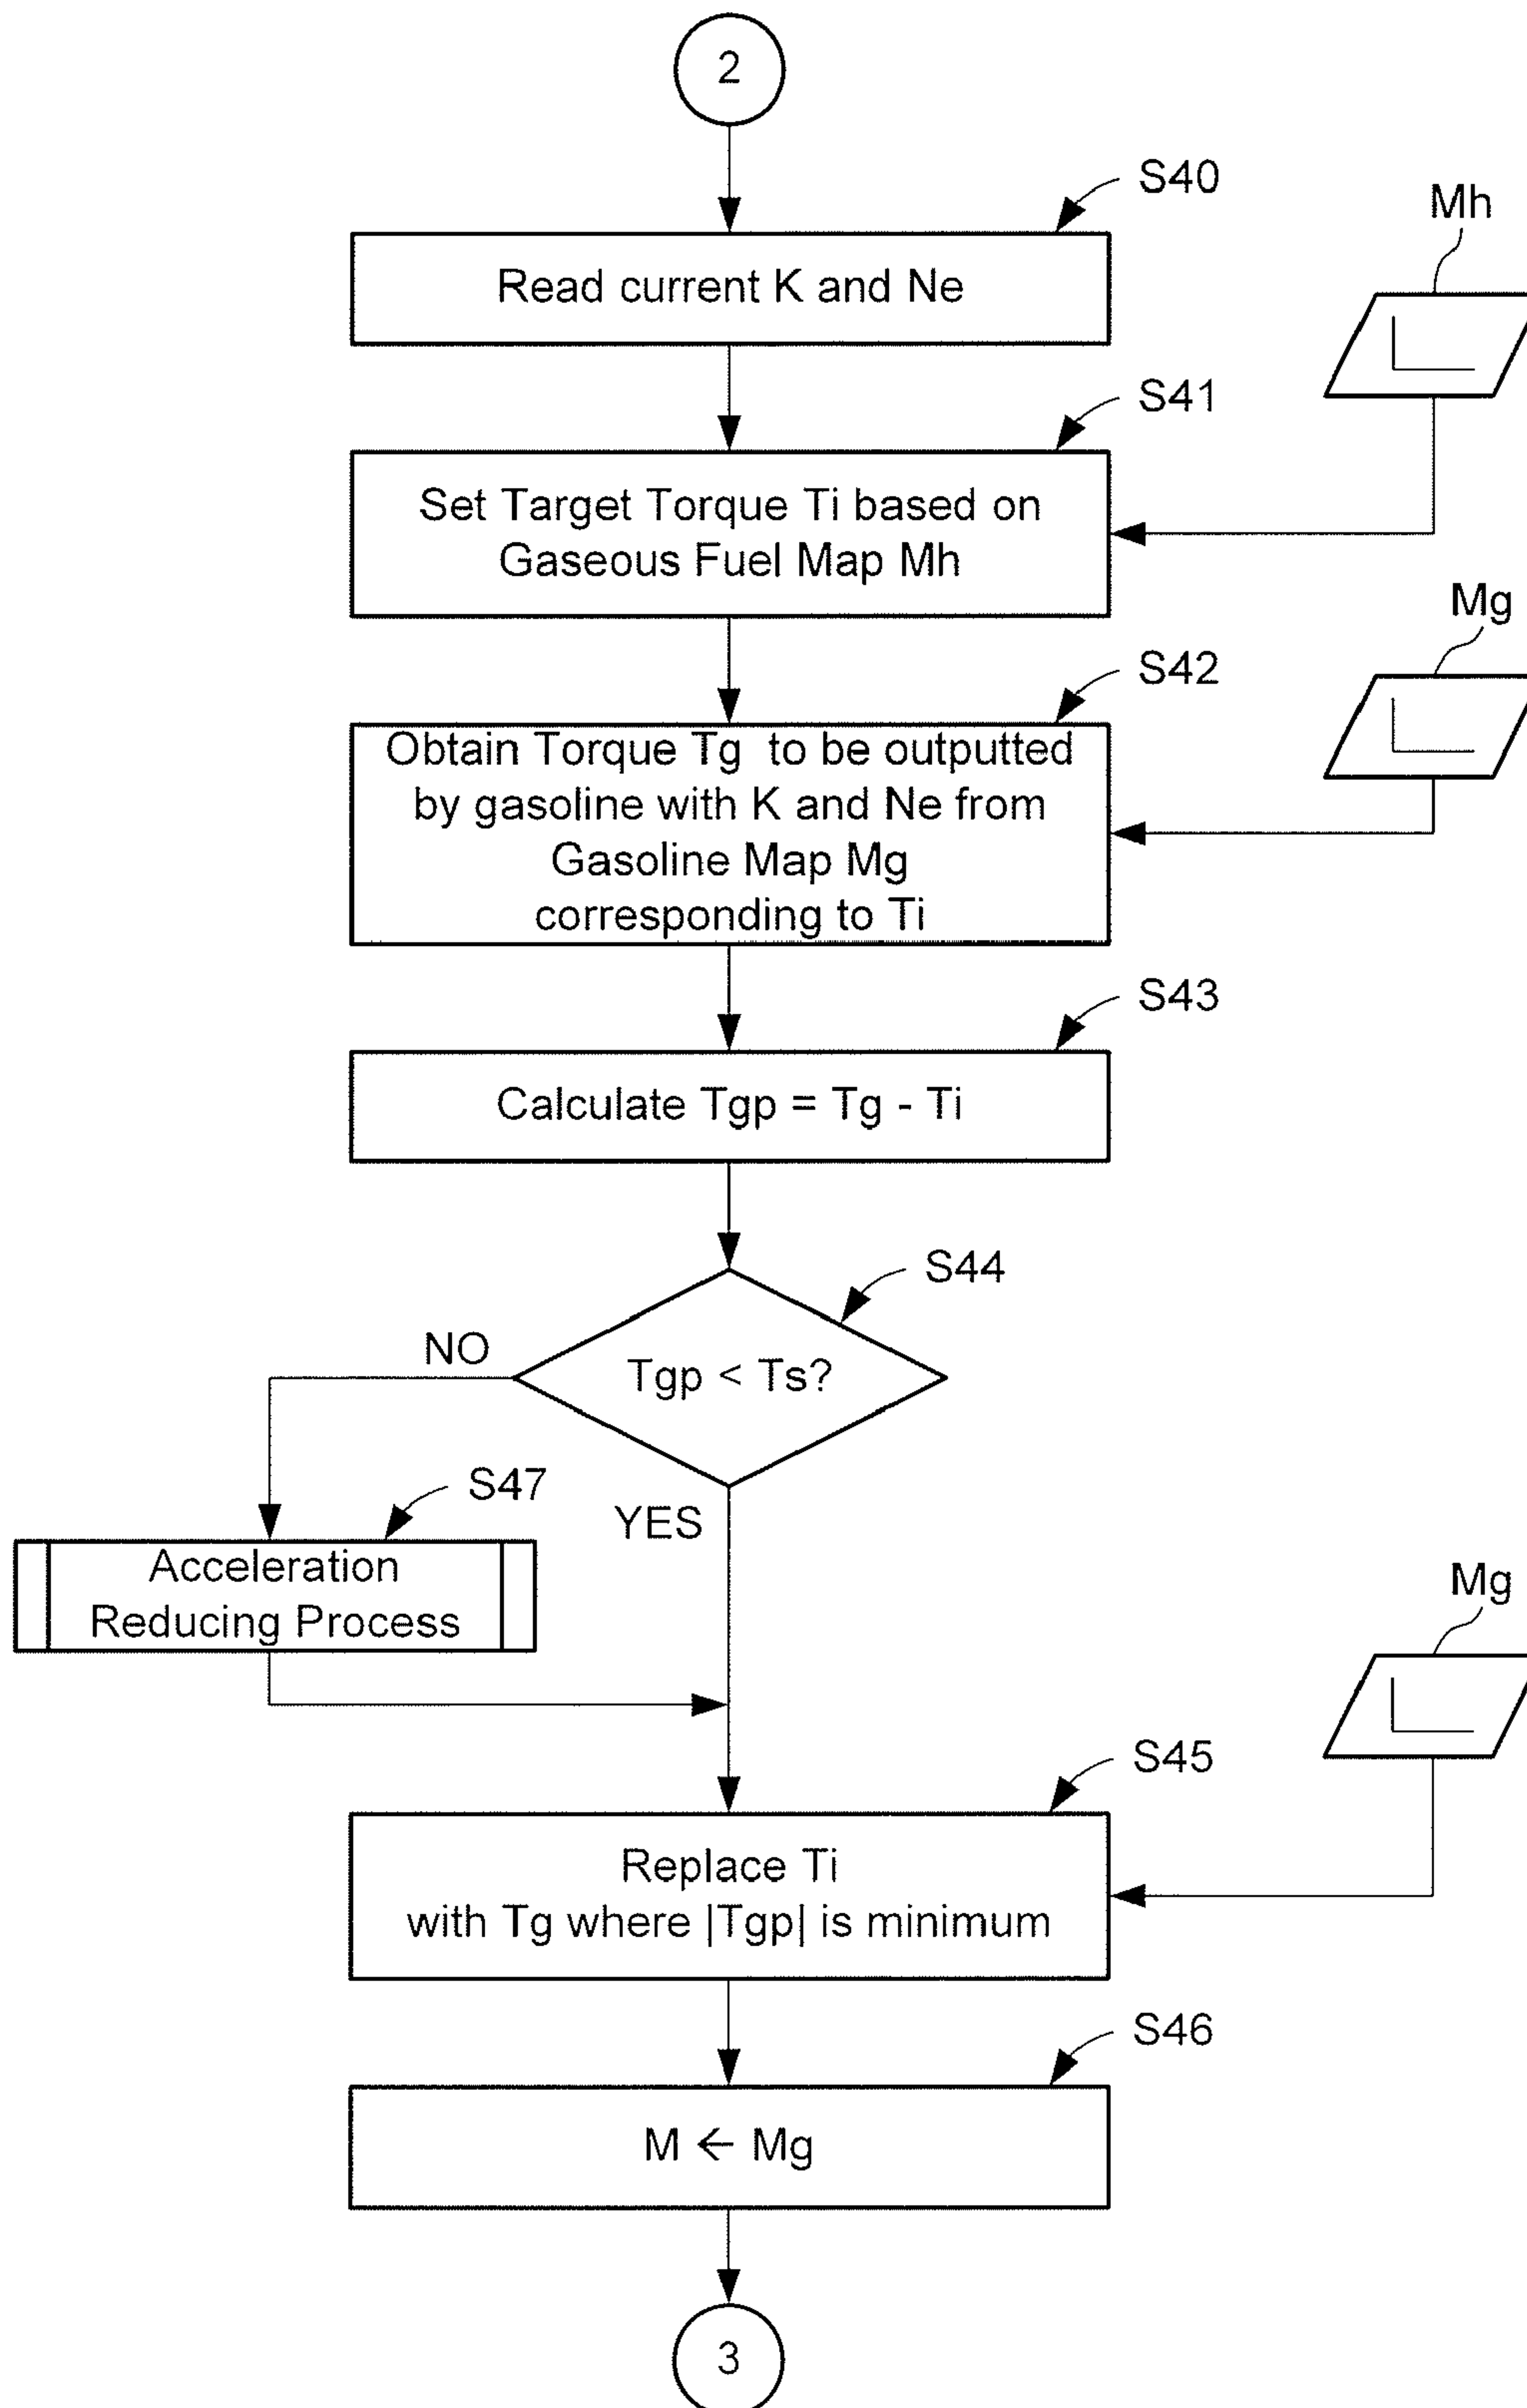 2
S40
Mh
Read current K and Ne
S41
Set Target Torque Ti based on
Gaseous Fuel Map Mh
Mg
S42
Obtain Torque Tg to be outputted
by gasoline with K and Ne from
Gasoline Map Mg
corresponding to Ti
S43
Calculate Tgp = Tg - Ti
S44
NO
Tgp < Ts?
S47
YES
Acceleration
Reducing Process
Mg
S45
Replace Ti
with Tg where |Tgp| is minimum
S46
M ← Mg
3